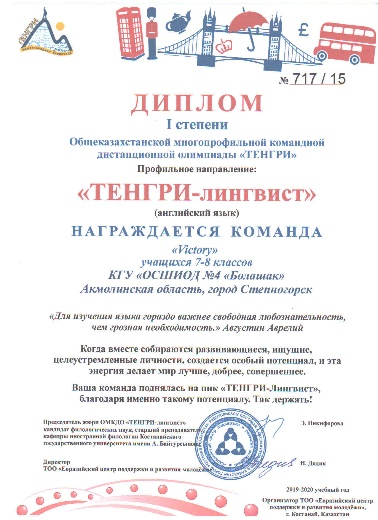 ТЕНГРИ
£
№ 717 / 15
ДИПЛОМ
I степени
Общеказахстанской многопрофильной командной
дистанционной олимпиады «ТЕНГРИ»
Профильное направление:
«ТЕНГРИ-лингвист»
(английский язык)
НАГРАЖДАЕТСЯ КОМАНДА
«Victory»
учащихся 7-8 классов
КГУ «ОСШИОД №4 «Болашак»
Акмолинская область, город Степногорск
«Для изучения языка гораздо важнее свободная любознательность,
чем грозная необходимость.» Августин Аврелий
Когда вместе собираются развивающиеся, ищущие,
целеустремленные личности, создается особый потенциал, и эта
энергия делает мир лучше, добрее, совершеннее.
Ваша команда поднялась на пик «ТЕНГРИ-Лингвист»,
благодаря именно такому потенциалу. Так держать!
Председатель жюри ОМКДО «ТЕНГРИ-лингвист»
кандидат филологических наук, старший преподаватель
кафедры иностранной филологии Костанайского
государственного университета имени А. Байтурсынова
З. Никифорова
Директор
ТОО «Евразийский центр поддержки и развития молодёжи»
2019-2020 учебный год
Организатор ТОО «Евразийский центр
поддержки и развития молодёжи»,
г. Костанай, Казахстан